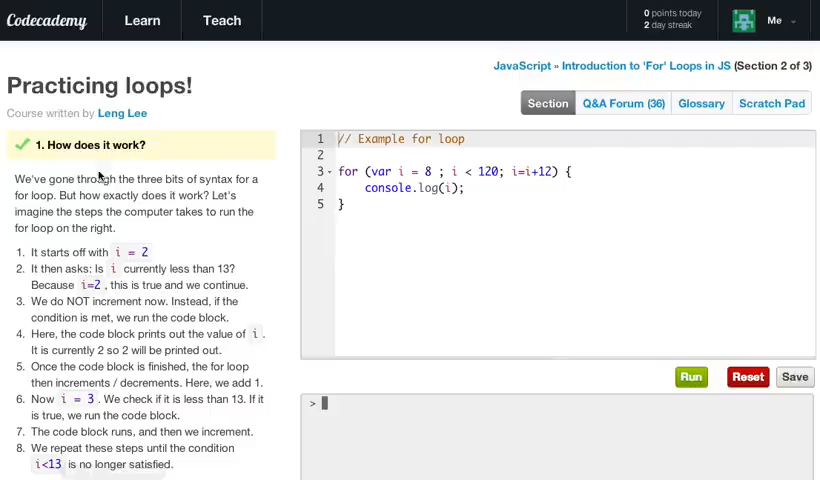 Codecademy
Learn
Teach
0 points today
2 day streak
Me
Practicing loops!
Course written by Leng Lee
JavaScript » Introduction to 'For' Loops in JS (Section 2 of 3)
Section
Q&A Forum (36)
Glossary
Scratch Pad
1. How does it work?
We've gone through the three bits of syntax for a
for loop. But how exactly does it work? Let's
imagine the steps the computer takes to run the
for loop on the right.
1. It starts off with i = 2
2. It then asks: Is i currently less than 13?
Because i=2 , this is true and we continue.
3. We do NOT increment now. Instead, if the
condition is met, we run the code block.
4. Here, the code block prints out the value of i .
It is currently 2 so 2 will be printed out.
5. Once the code block is finished, the for loop
then increments / decrements. Here, we add 1.
6. Now i = 3 . We check if it is less than 13. If it
is true, we run the code block.
7. The code block runs, and then we increment.
8. We repeat these steps until the condition
i<13 is no longer satisfied.
1 // Example for loop
2
3 for (var i = 8 ; i < 120; i=i+12) {
4 console.log(i);
5 }
Run
Reset
Save
>